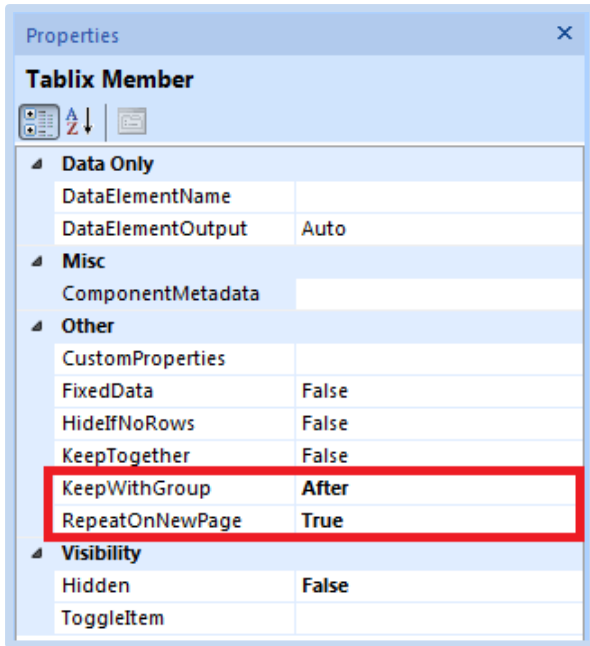 Properties
Tablix Member
Data Only
DataElementName
DataElementOutput Auto
Misc
ComponentMetadata
Other
CustomProperties
FixedData False
HideIfNoRows False
KeepTogether False
KeepWithGroup After
RepeatOnNewPage True
Visibility
Hidden False
ToggleItem